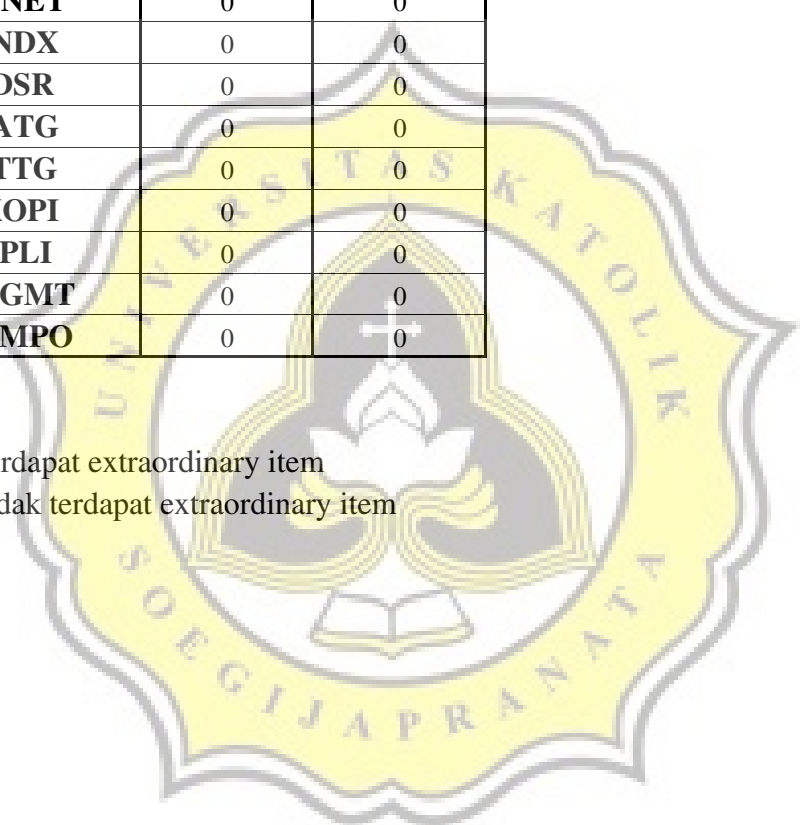 NET 0 0
NDX 0 0
DSR 0 0
ATG 0 0
TTG 0 0
KOPI 0 0
PLI 0 0
GMT 0 0
MPO 0 0
rdapat extraordinary item
dak terdapat extraordinary item
UNIVERSITAS KATOLIK
SOEGIJAPRANATA